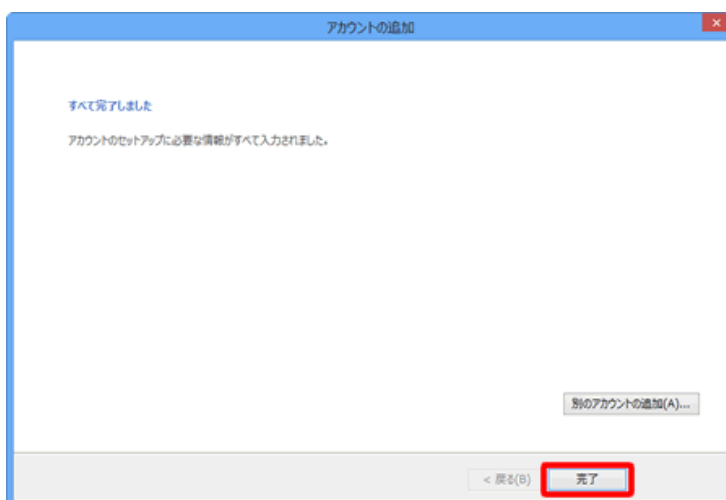 アカウントの追加
すべて完了しました
アカウントのセットアップに必要な情報がすべて入力されました。
別のアカウントの追加(A)...
< 戻る(B)
完了